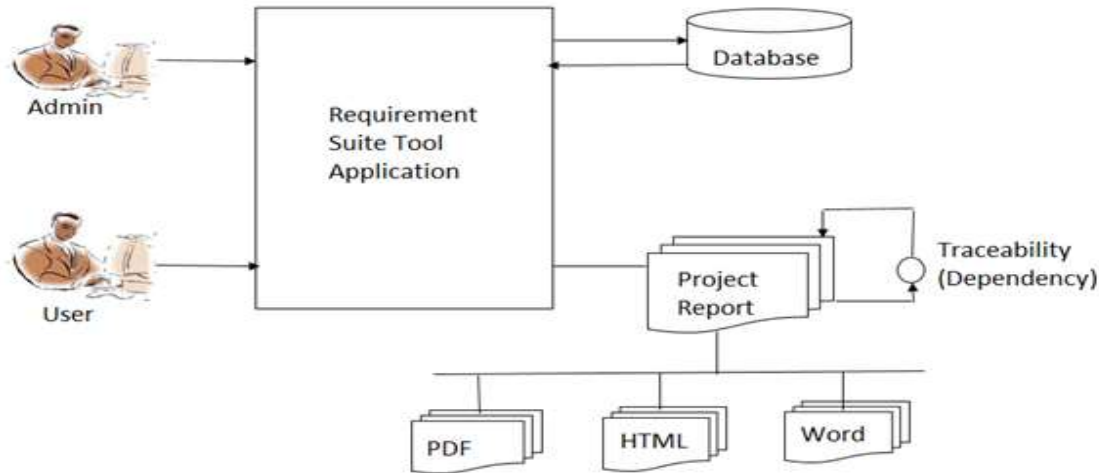 Admin
Requirement
Suite Tool
Application
Database
User
Project
Report
Traceability
(Dependency)
PDF
HTML
Word